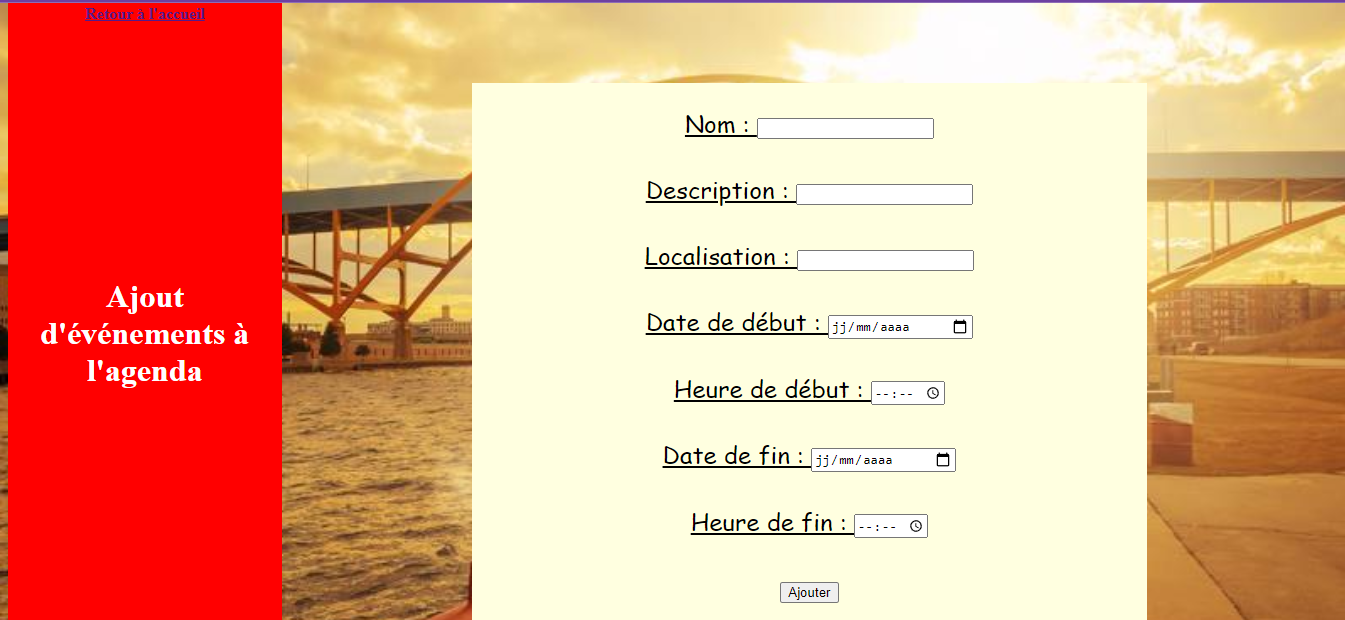 Retour à l'accueil
Ajout
d'événements à
l'agenda
Nom :
Description :
Localisation :
Date de début : jj/mm/aaaa
Heure de début : --:--
Date de fin : jj/mm/aaaa
Heure de fin : --:--
Ajouter